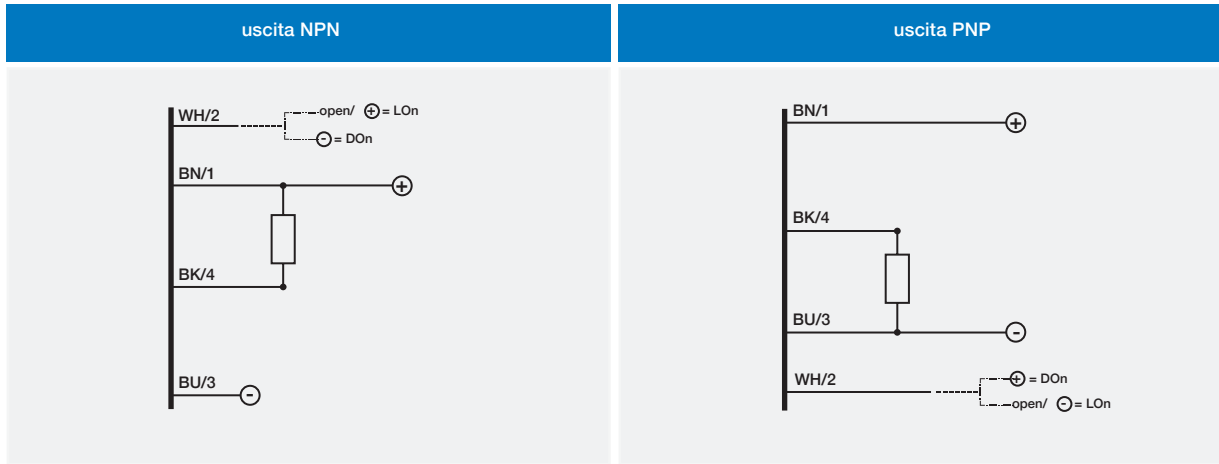 uscita NPN
WH/2
open/ + = LOn
- = DOn
BN/1
+
BK/4
BU/3
-
uscita PNP
BN/1
+
BK/4
BU/3
-
WH/2
+ = DOn
open/ - = LOn